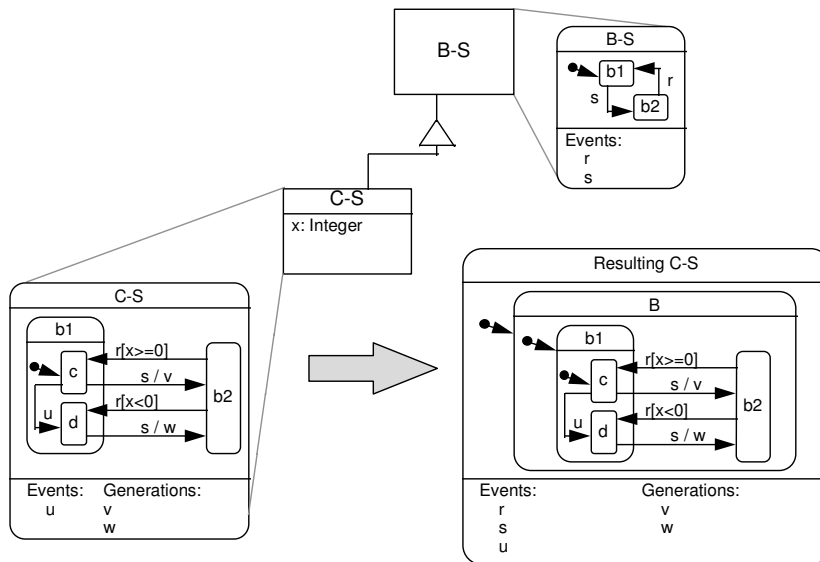 B-S
B-S
b1
s
r
b2
Events:
r
s
C-S
x: Integer
C-S
b1
r[x>=0]
c
s / v
b2
r[x<0]
u
d
s / w
Events:
Generations:
u
v
w
Resulting C-S
B
b1
r[x>=0]
c
s / v
b2
r[x<0]
u
d
s / w
Events:
Generations:
r
v
s
w
u